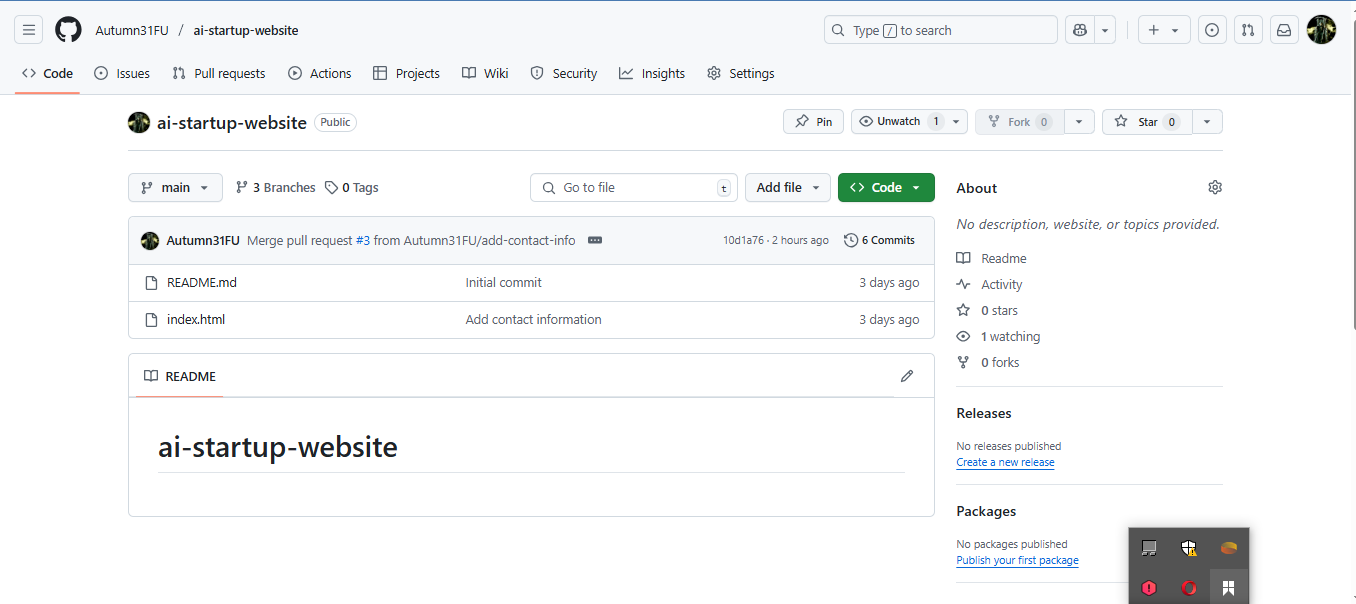 Autumn31FU / ai-startup-website
Type / to search
Code Issues Pull requests Actions Projects Wiki Security Insights Settings
ai-startup-website Public
Pin Unwatch 1 Fork 0 Star 0
main 3 Branches 0 Tags Go to file t Add file Code
Autumn31FU Merge pull request #3 from Autumn31FU/add-contact-info 10d1a76 · 2 hours ago 6 Commits
README.md Initial commit 3 days ago
index.html Add contact information 3 days ago
README
ai-startup-website
About
No description, website, or topics provided.
Readme
Activity
0 stars
1 watching
0 forks
Releases
No releases published
Create a new release
Packages
No packages published
Publish your first package